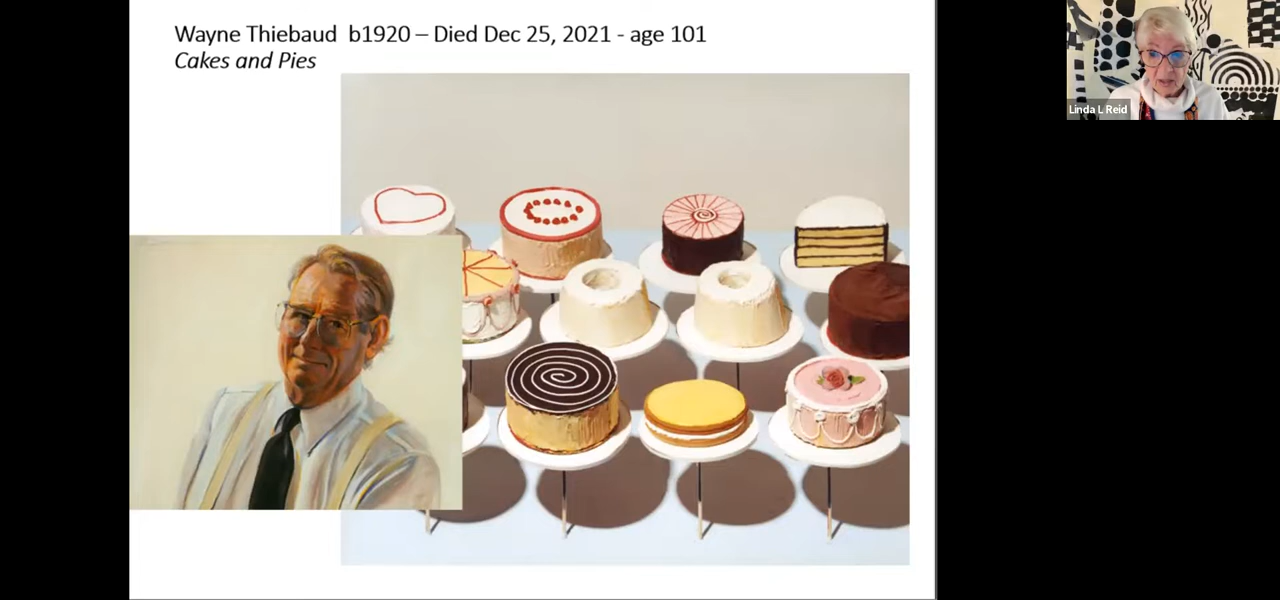 Wayne Thiebaud b1920 – Died Dec 25, 2021 - age 101
Cakes and Pies
Linda L Reid